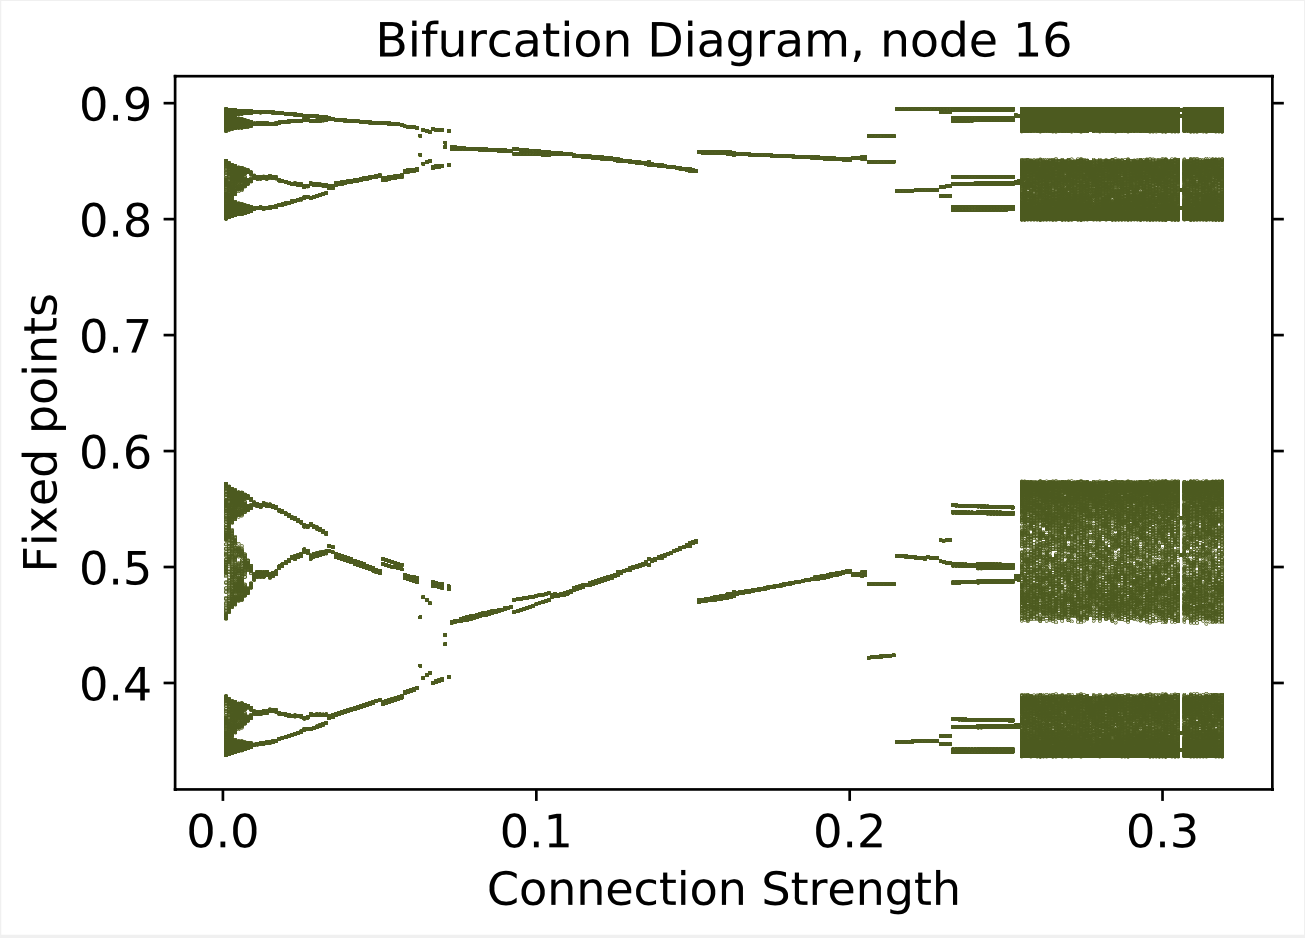 Bifurcation Diagram, node 16
Fixed points
0.9
0.8
0.7
0.6
0.5
0.4
0.0 0.1 0.2 0.3
Connection Strength